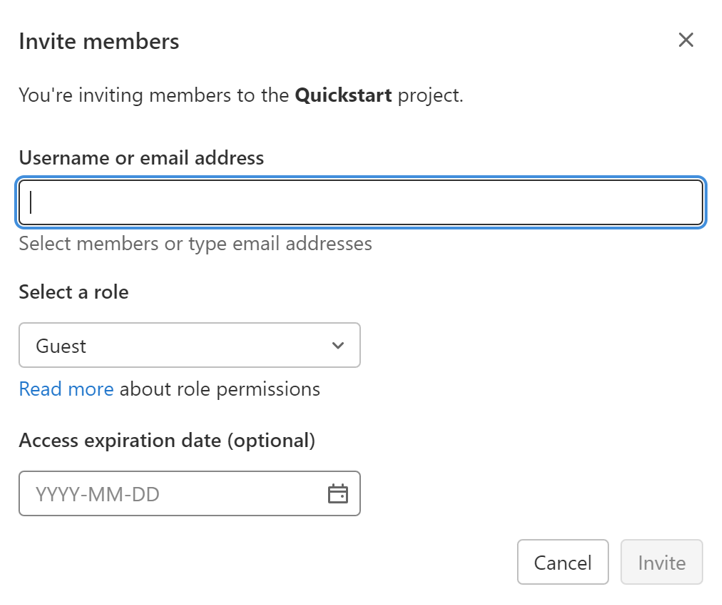 Invite members
You're inviting members to the Quickstart project.
Username or email address
Select members or type email addresses
Select a role
Guest
Read more about role permissions
Access expiration date (optional)
YYYY-MM-DD
Cancel Invite